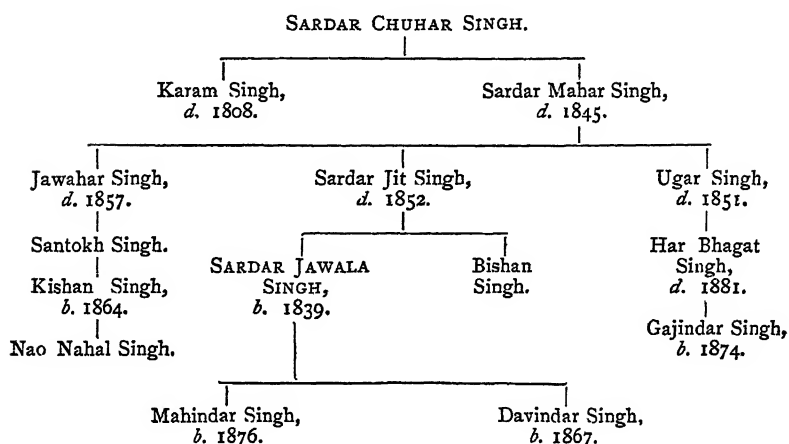 SARDAR CHUHAR SINGH.
Karam Singh,
d. 1808.
Sardar Mahar Singh,
d. 1845.
Jawahar Singh,
d. 1857.
Sardar Jit Singh,
d. 1852.
Ugar Singh,
d. 1851.
Santokh Singh.
Kishan Singh,
b. 1864.
Nao Nahal Singh.
SARDAR JAWALA
SINGH,
b. 1839.
Bishan
Singh.
Har Bhagat
Singh,
d. 1881.
Gajindar Singh,
b. 1874.
Mahindar Singh,
b. 1876.
Davindar Singh,
b. 1867.